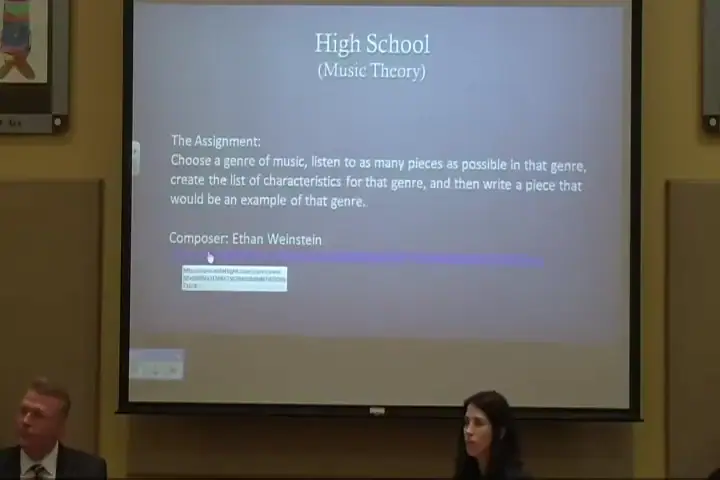 High School
(Music Theory)
The Assignment:
Choose a genre of music, listen to as many pieces as possible in that genre,
create the list of characteristics for that genre, and then write a piece that
would be an example of that genre.
Composer: Ethan Weinstein